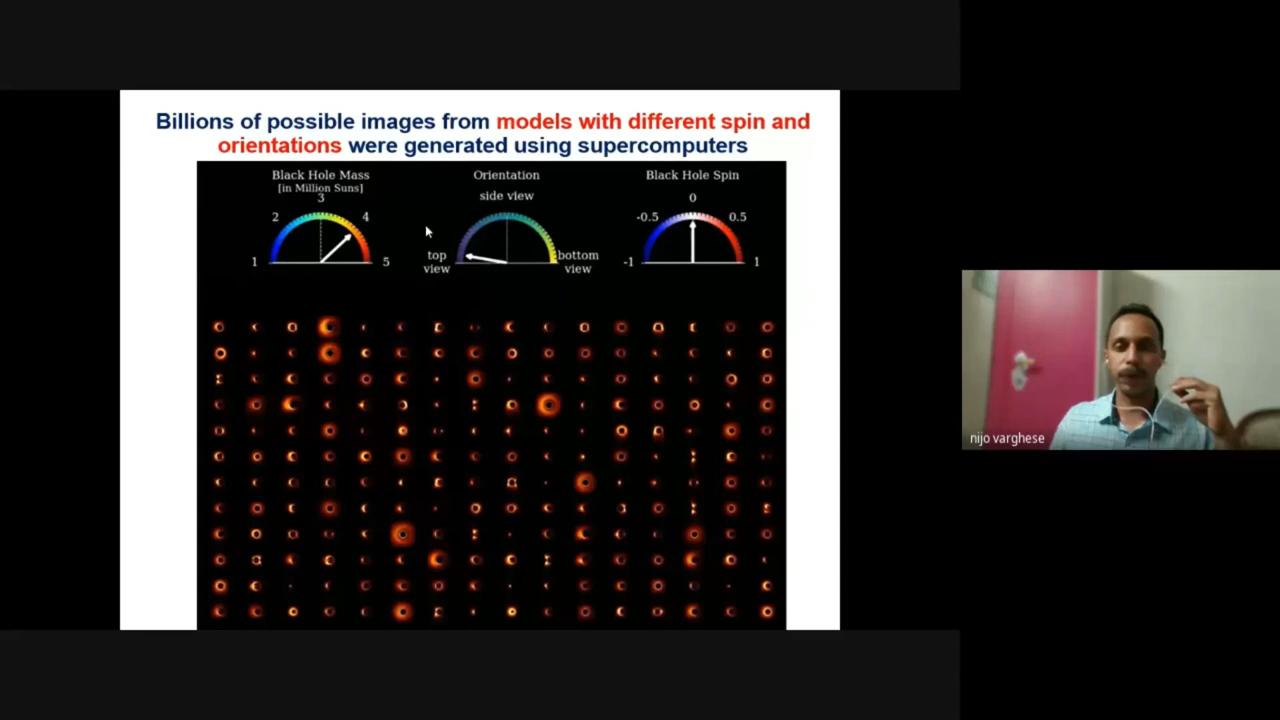 Billions of possible images from models with different spin and
orientations were generated using supercomputers
Black Hole Mass
[in Million Suns]
1
2
3
4
5
Orientation
side view
top
view
bottom
view
Black Hole Spin
-1
-0.5
0
0.5
1
nijo varghese